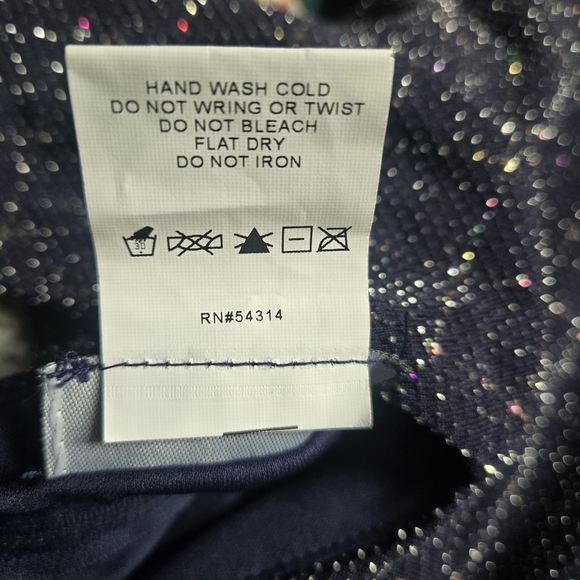 HAND WASH COLD
DO NOT WRING OR TWIST
DO NOT BLEACH
FLAT DRY
DO NOT IRON
30
RN#54314